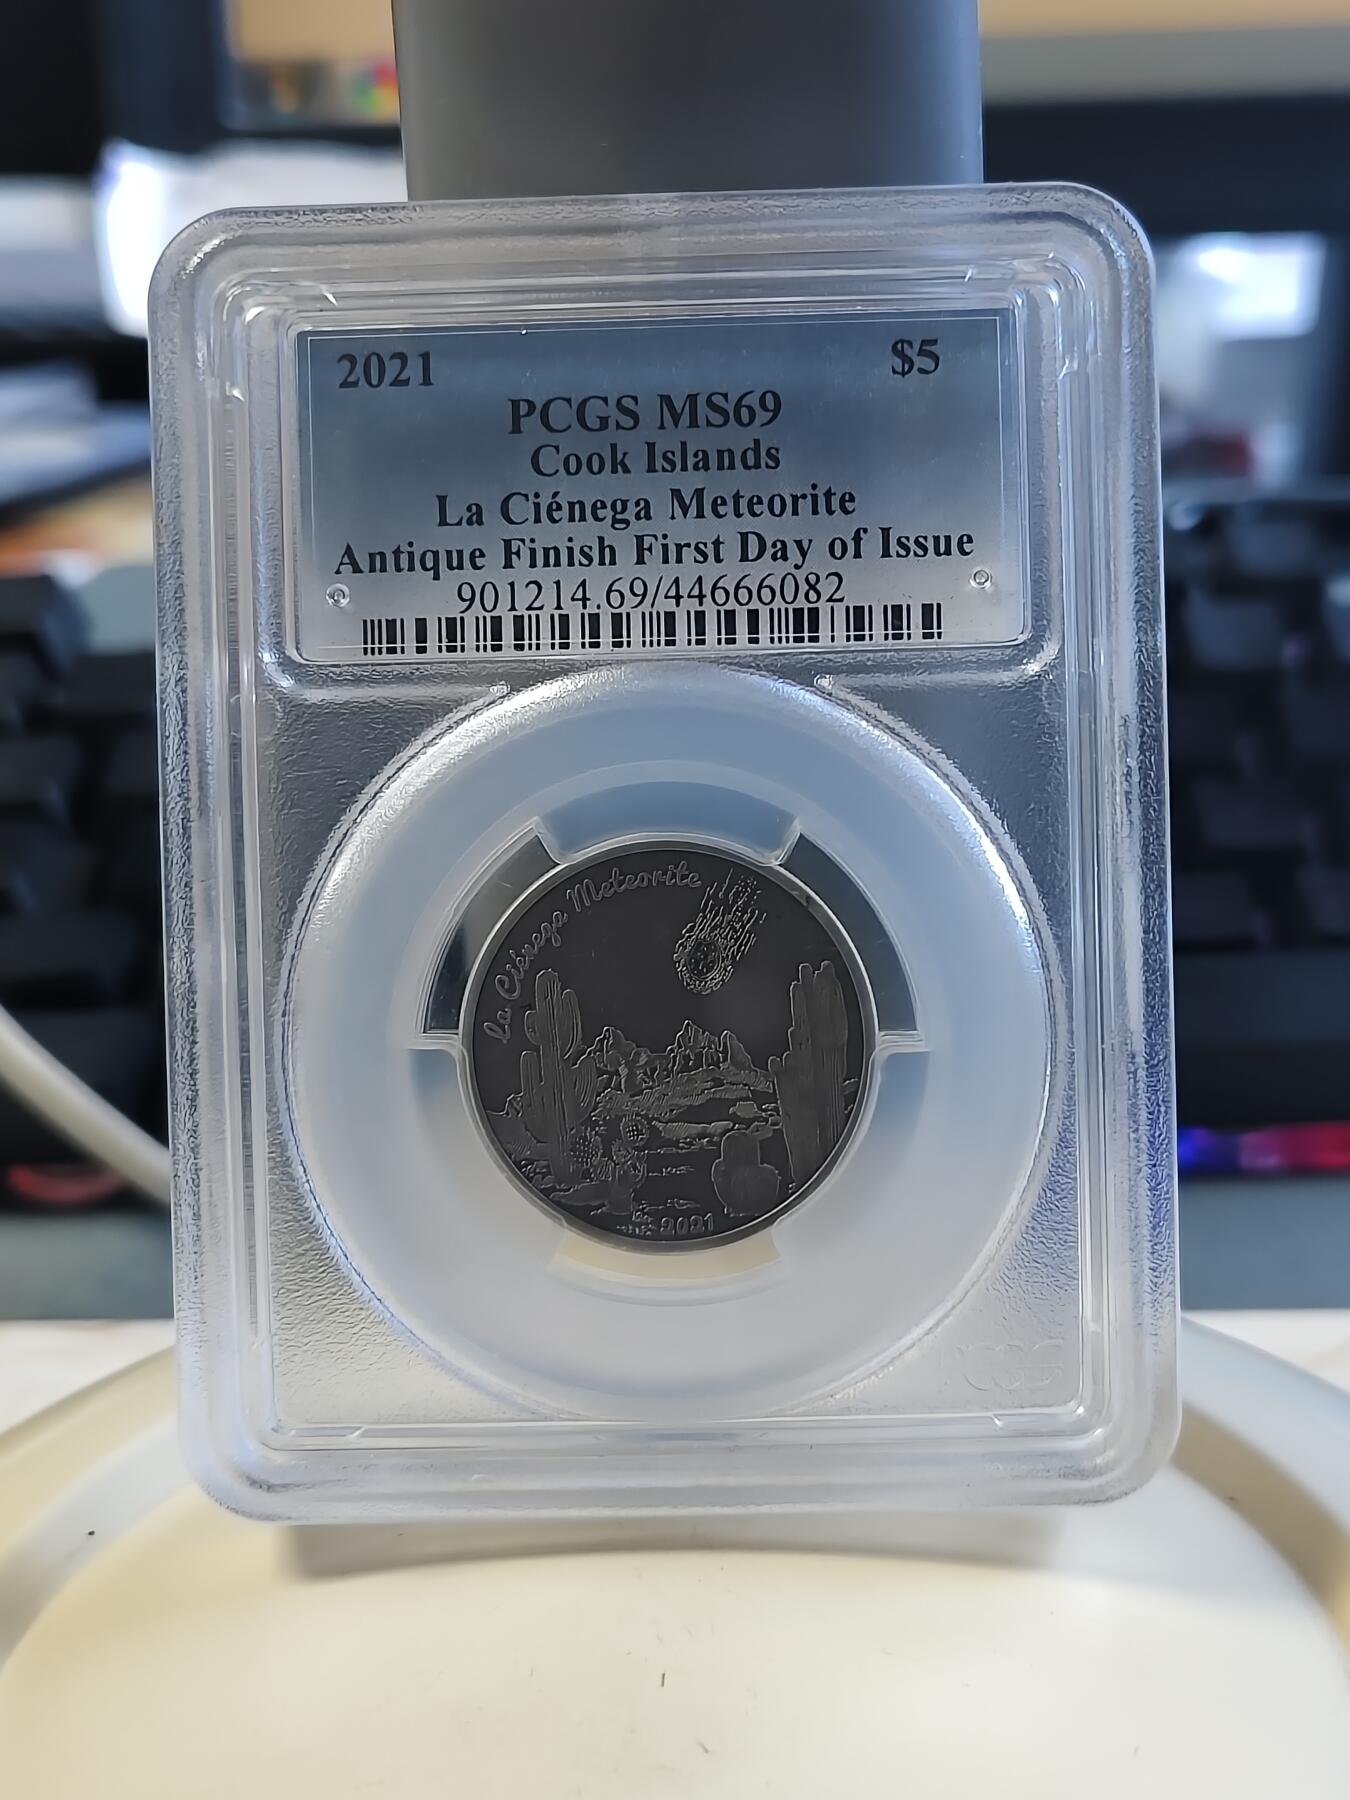 2021 $5
PCGS MS69
Cook Islands
La Ciénega Meteorite
Antique Finish First Day of Issue
901214.69/44666082
La Ciénega Meteorite
2021
PCGS